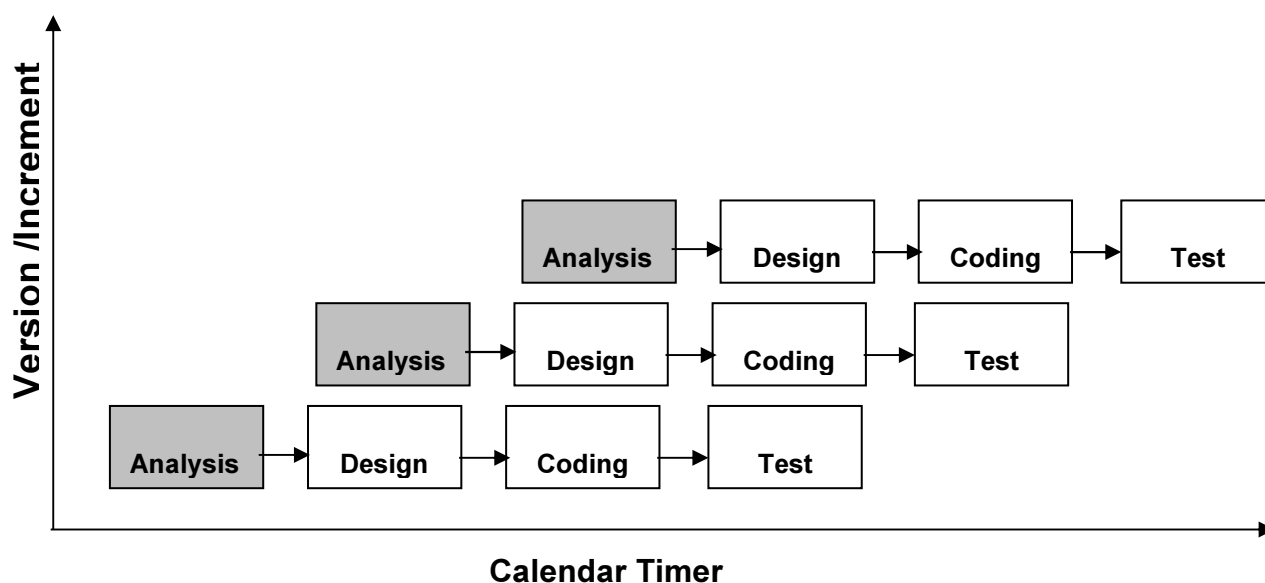 Version /Increment
Analysis
Design
Coding
Test
Analysis
Design
Coding
Test
Analysis
Design
Coding
Test
Calendar Timer